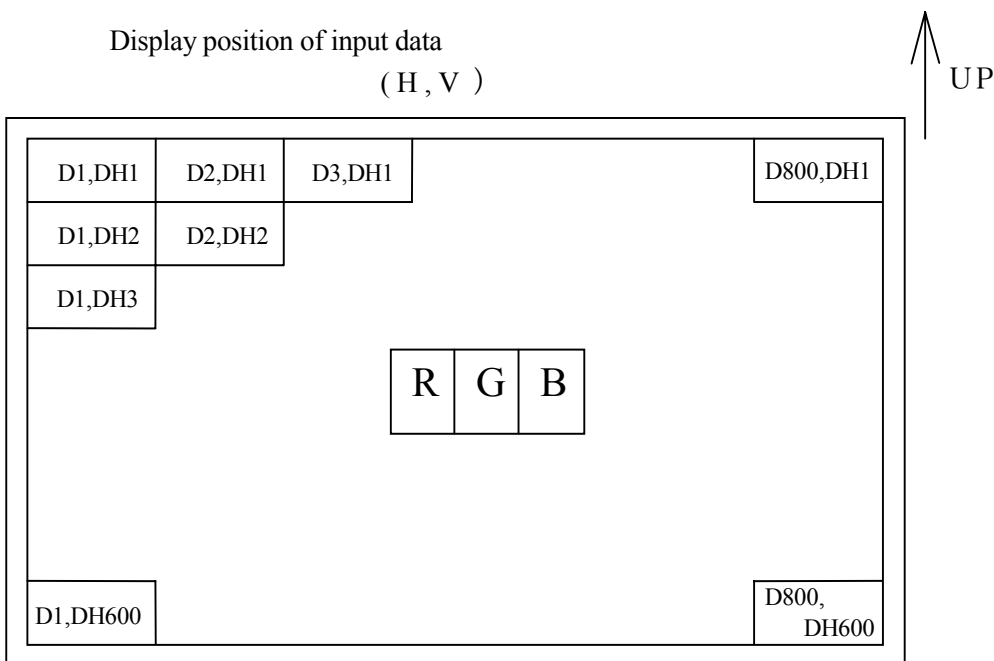 Display position of input data
( H , V )
UP
D1,DH1 D2,DH1 D3,DH1 D800,DH1
D1,DH2 D2,DH2
D1,DH3
R G B
D1,DH600 D800,
DH600